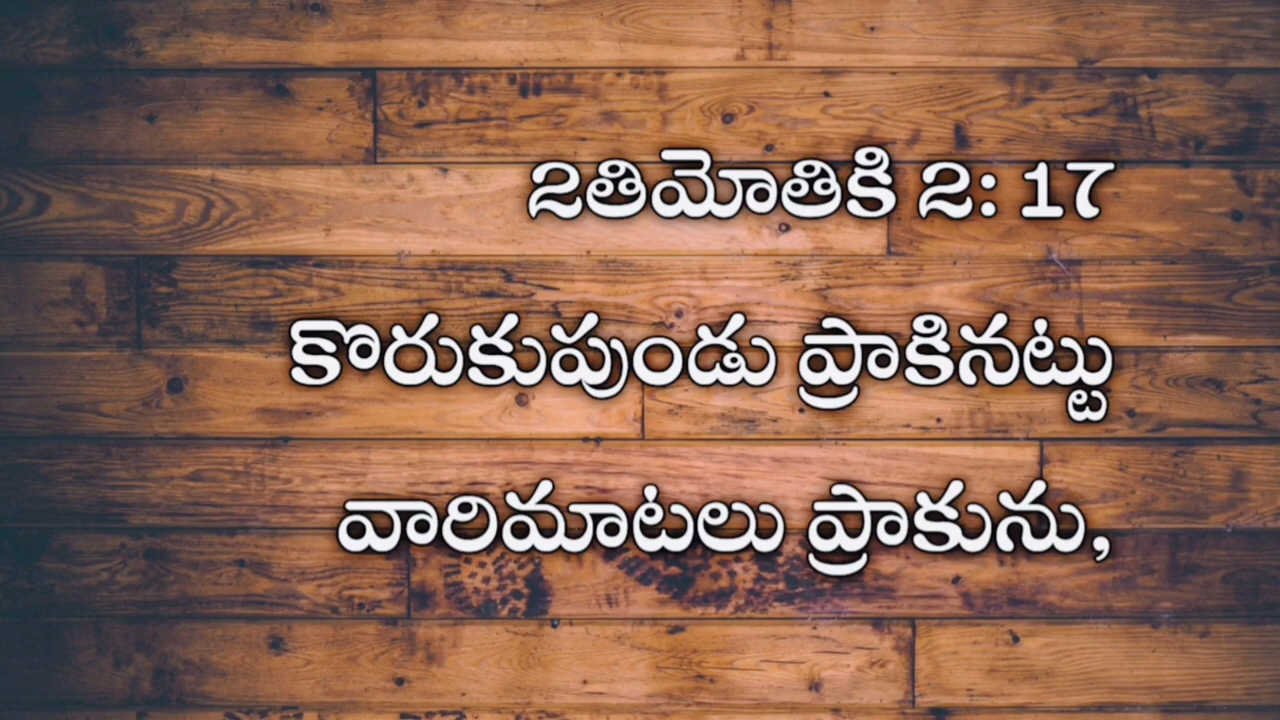 2తిమోతికి 2: 17
కొరుకుపుండు ప్రాకినట్టు
వారిమాటలు ప్రాకును,